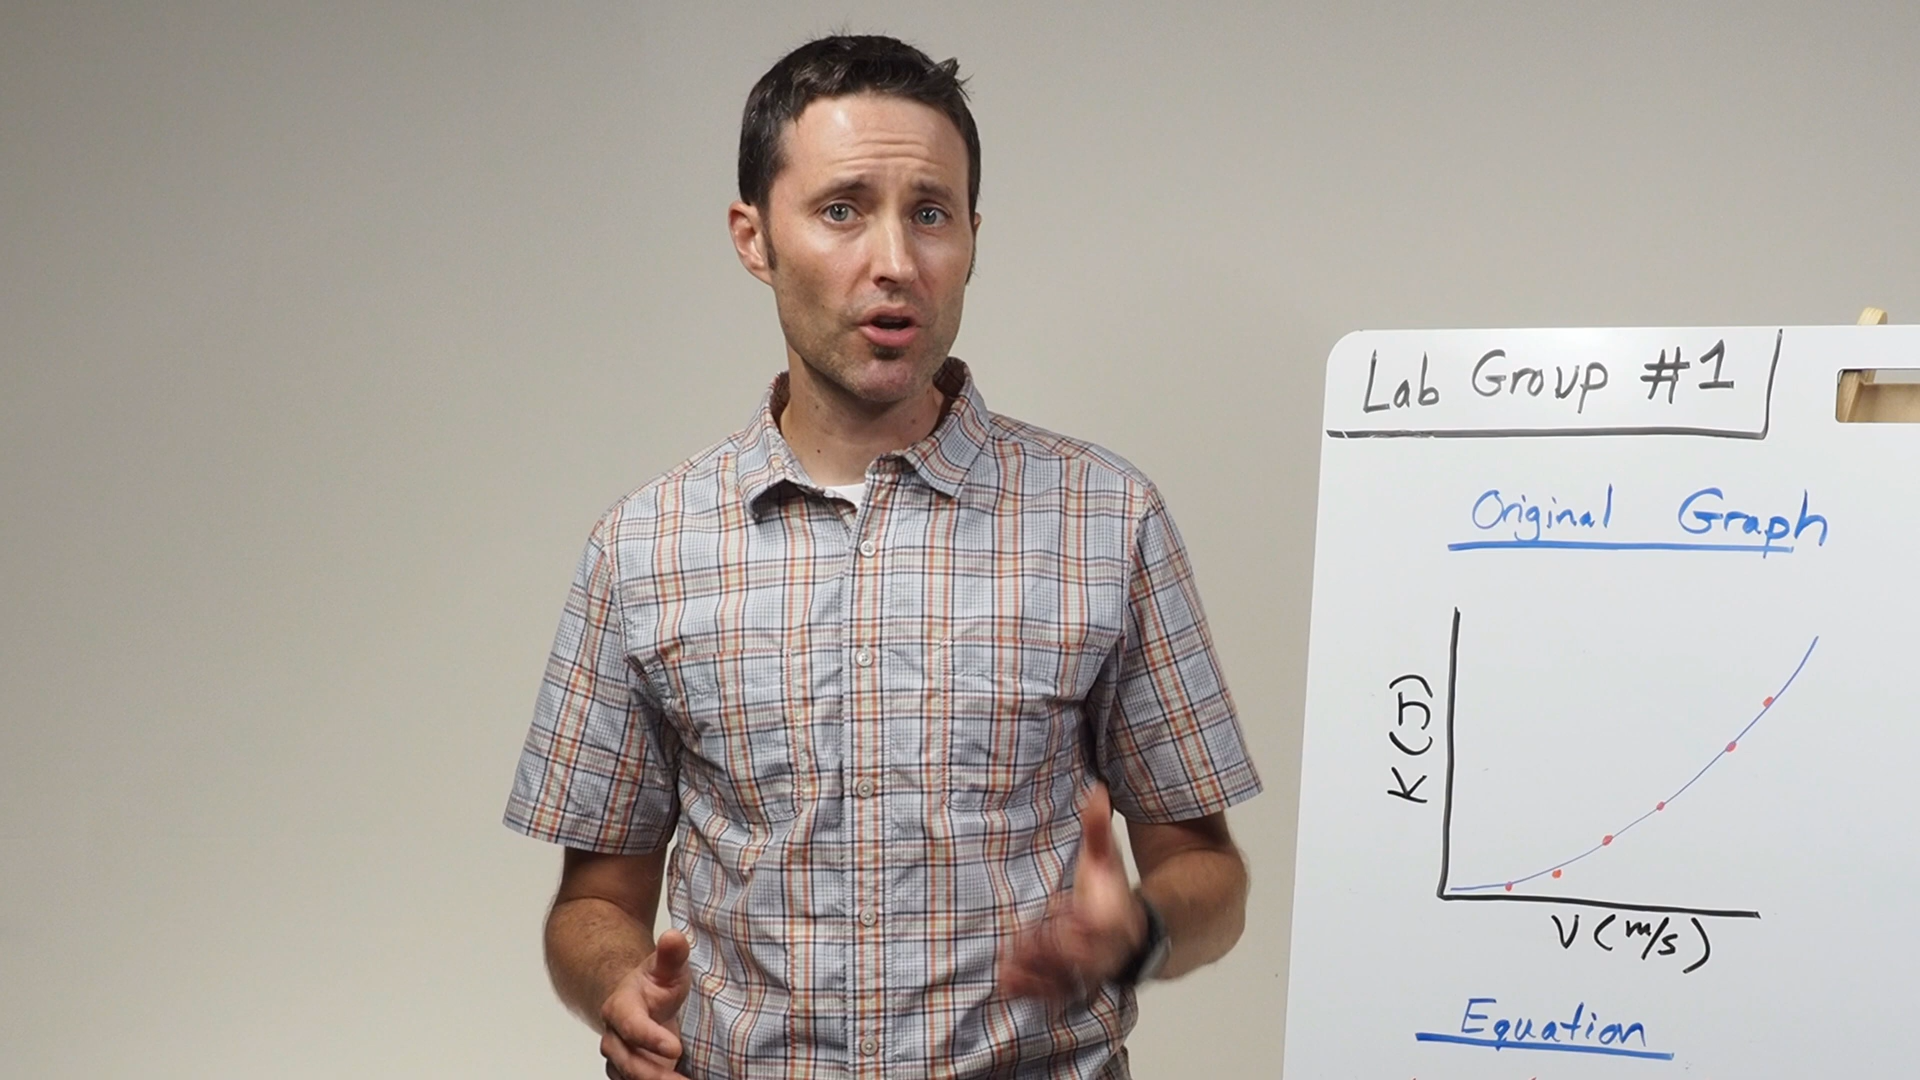 Lab Group #1
Original Graph
K (J)
V (m/s)
Equation